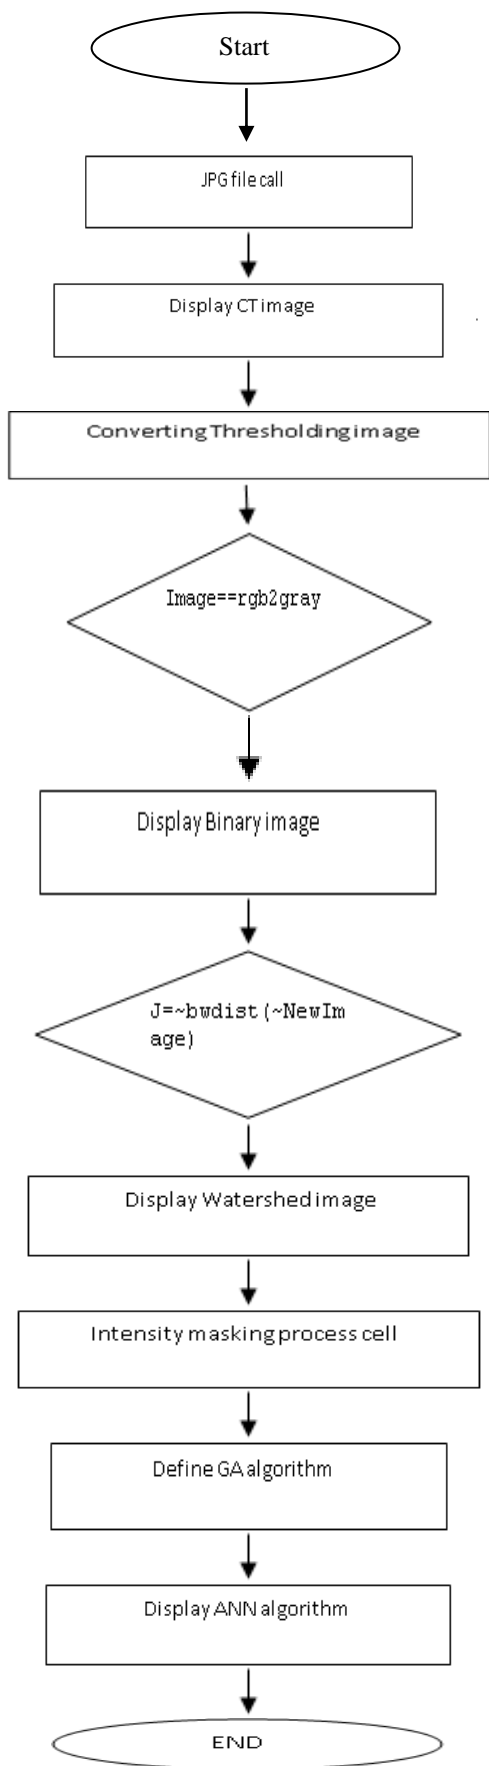 Start
JPG file call
Display CT image
Converting Thresholding image
Image==rgb2gray
Display Binary image
J=~bwdist(~NewIm
age)
Display Watershed image
Intensity masking process cell
Define GA algorithm
Display ANN algorithm
END